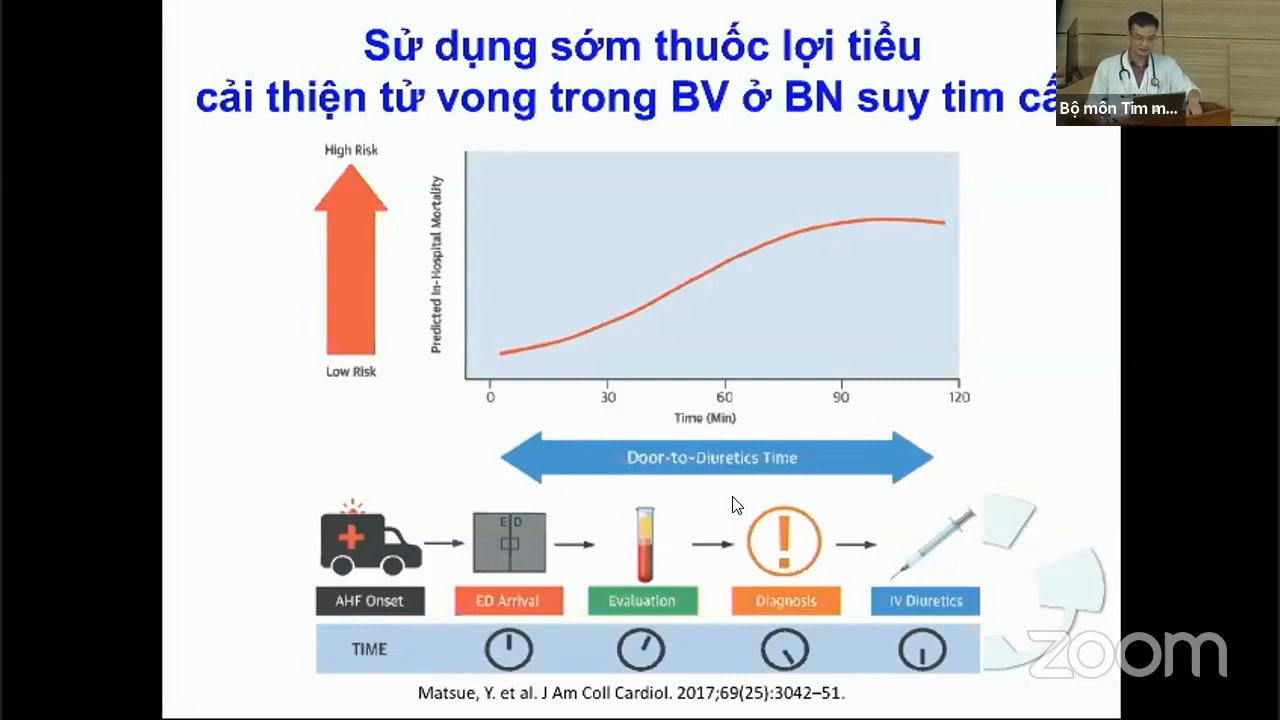 Sử dụng sớm thuốc lợi tiểu
cải thiện tử vong trong BV ở BN suy tim
Bộ môn Tim m...
High Risk
Low Risk
Predicted In-Hospital Mortality
0 30 60 90 120
Time (Min)
Door-to-Diuretics Time
E D
AHF Onset
ED Arrival
Evaluation
Diagnosis
IV Diuretics
TIME
zoom
Matsue, Y. et al. J Am Coll Cardiol. 2017;69(25):3042–51.